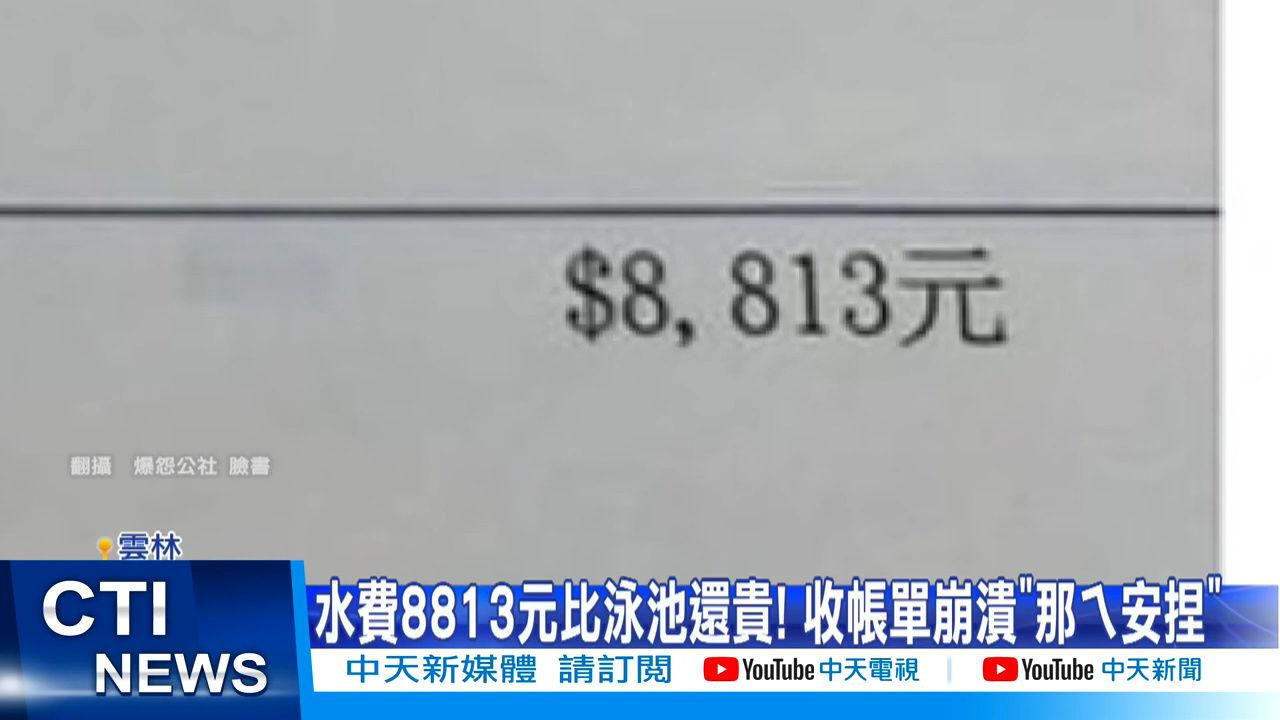 $8,813元
翻攝 爆怨公社 臉書
雲林
CTI
NEWS
水費8813元比泳池還貴!收帳單崩潰"那ㄟ安捏"
中天新媒體 請訂閱 YouTube 中天電視 | YouTube 中天新聞